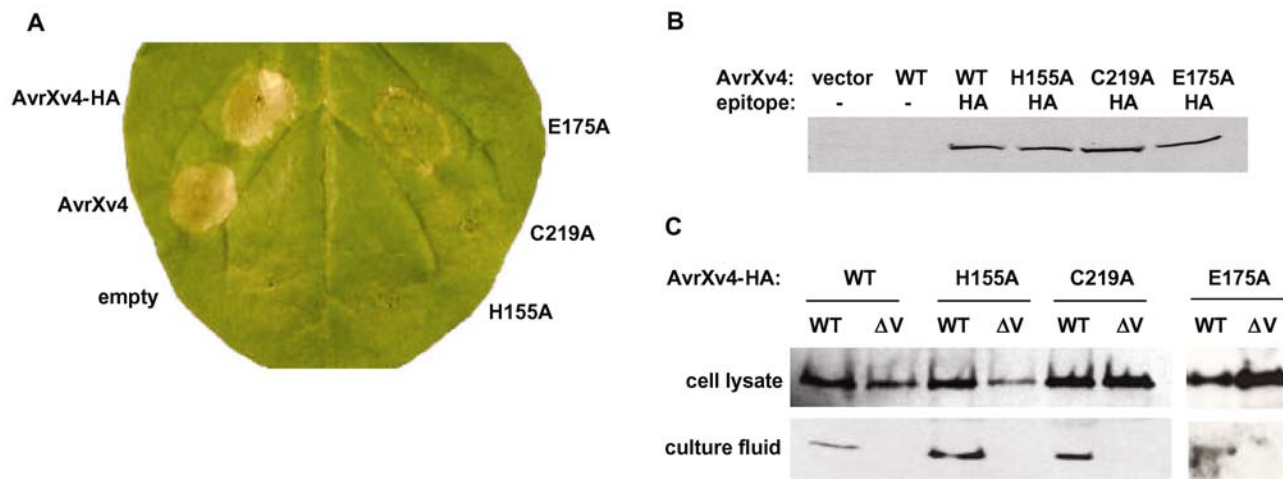 A
AvrXv4-HA
E175A
AvrXv4
C219A
empty
H155A
B
AvrXv4: vector WT WT H155A C219A E175A
epitope: - - HA HA HA HA
C
AvrXv4-HA: WT H155A C219A E175A
WT ΔV WT ΔV WT ΔV WT ΔV
cell lysate
culture fluid